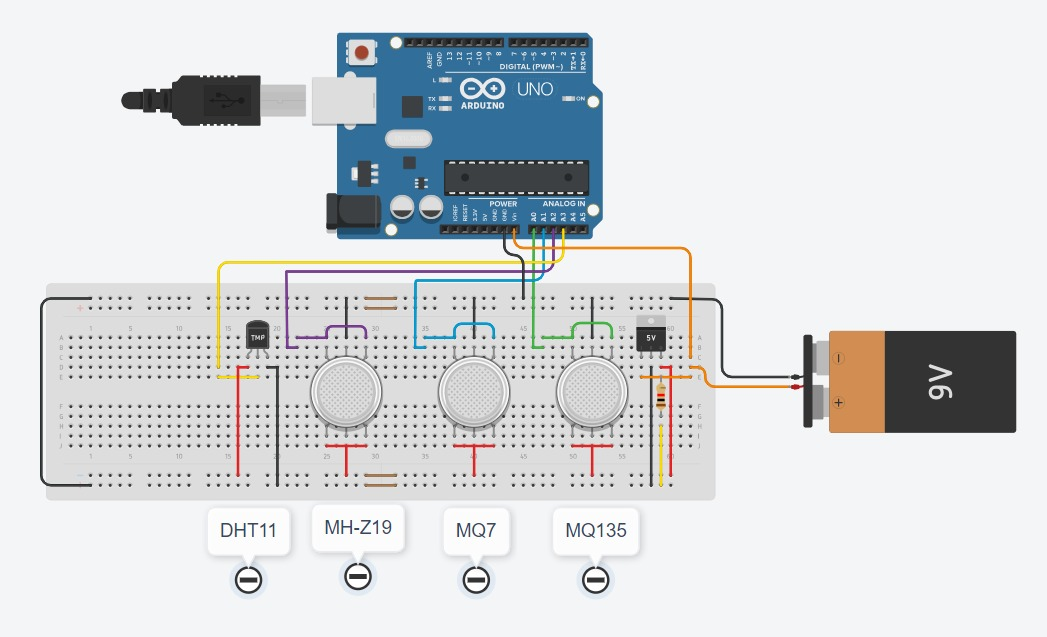 AREF
GND
13
12
~11
~10
~9
8
7
~6
~5
4
~3
2
TX→1
RX←0
DIGITAL (PWM~)
L
TX
RX
UNO
ARDUINO
ON
POWER
ANALOG IN
IOREF
RESET
3.3V
5V
GND
GND
Vin
A0
A1
A2
A3
A4
A5
TMP
5V
9V
DHT11
MH-Z19
MQ7
MQ135